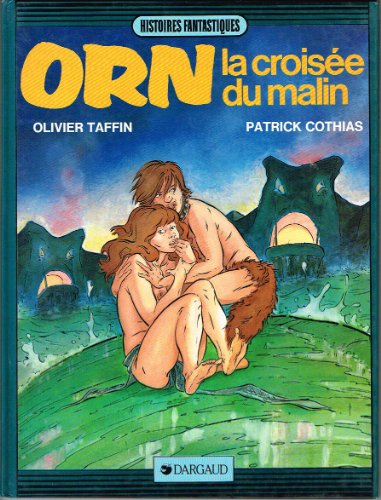 HISTOIRES FANTASTIQUES
ORN la croisée
du malin
OLIVIER TAFFIN
PATRICK COTHIAS
DARGAUD